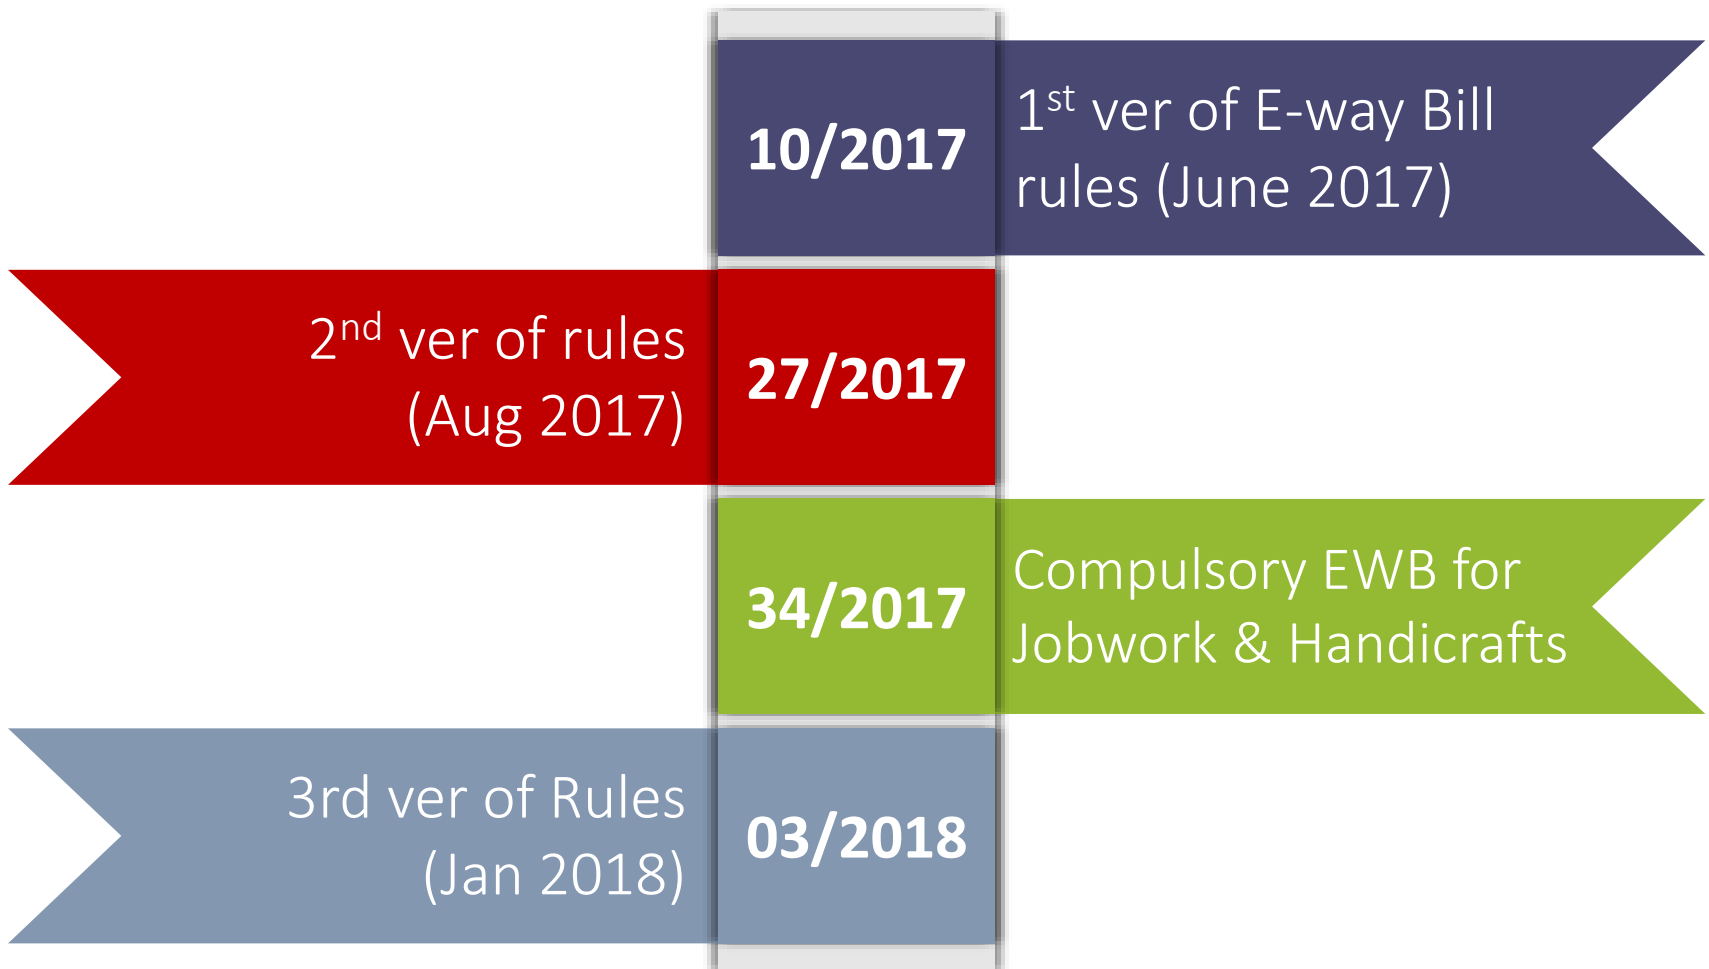 10/2017
1st ver of E-way Bill
rules (June 2017)
2nd ver of rules
(Aug 2017)
27/2017
34/2017
Compulsory EWB for
Jobwork & Handicrafts
3rd ver of Rules
(Jan 2018)
03/2018